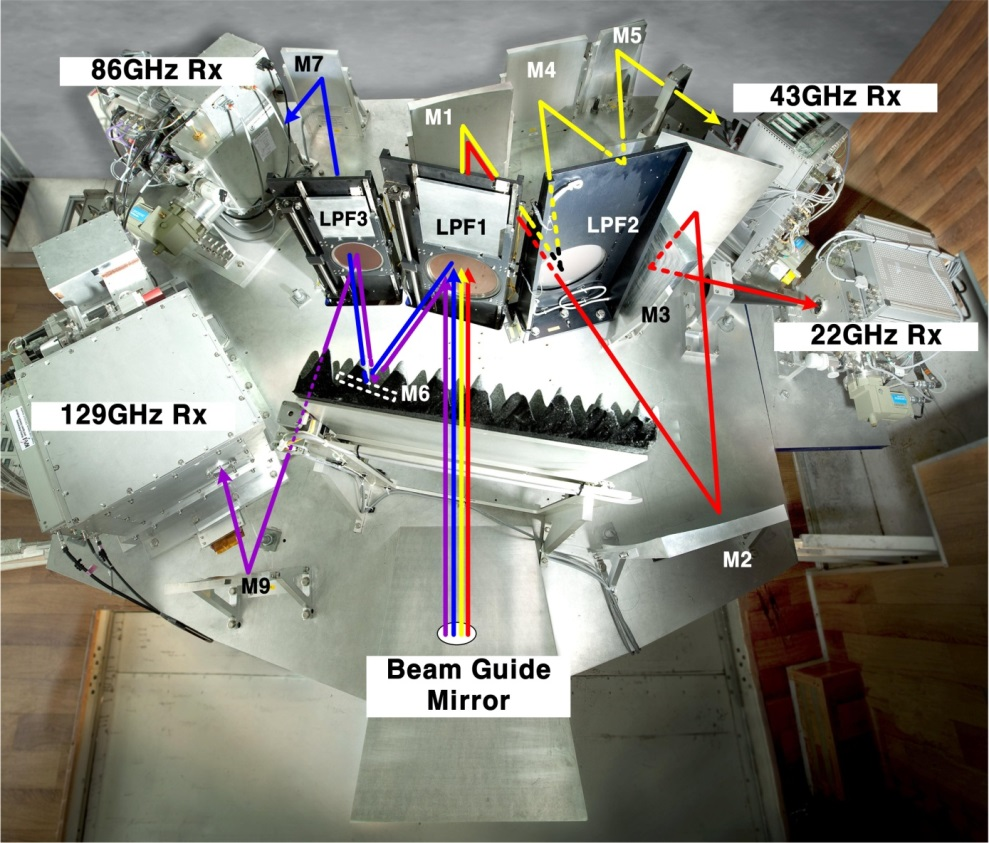 M5
86GHz Rx
M7
M4
43GHz Rx
M1
LPF3
LPF1
LPF2
M3
22GHz Rx
M6
129GHz Rx
M2
M9
Beam Guide
Mirror